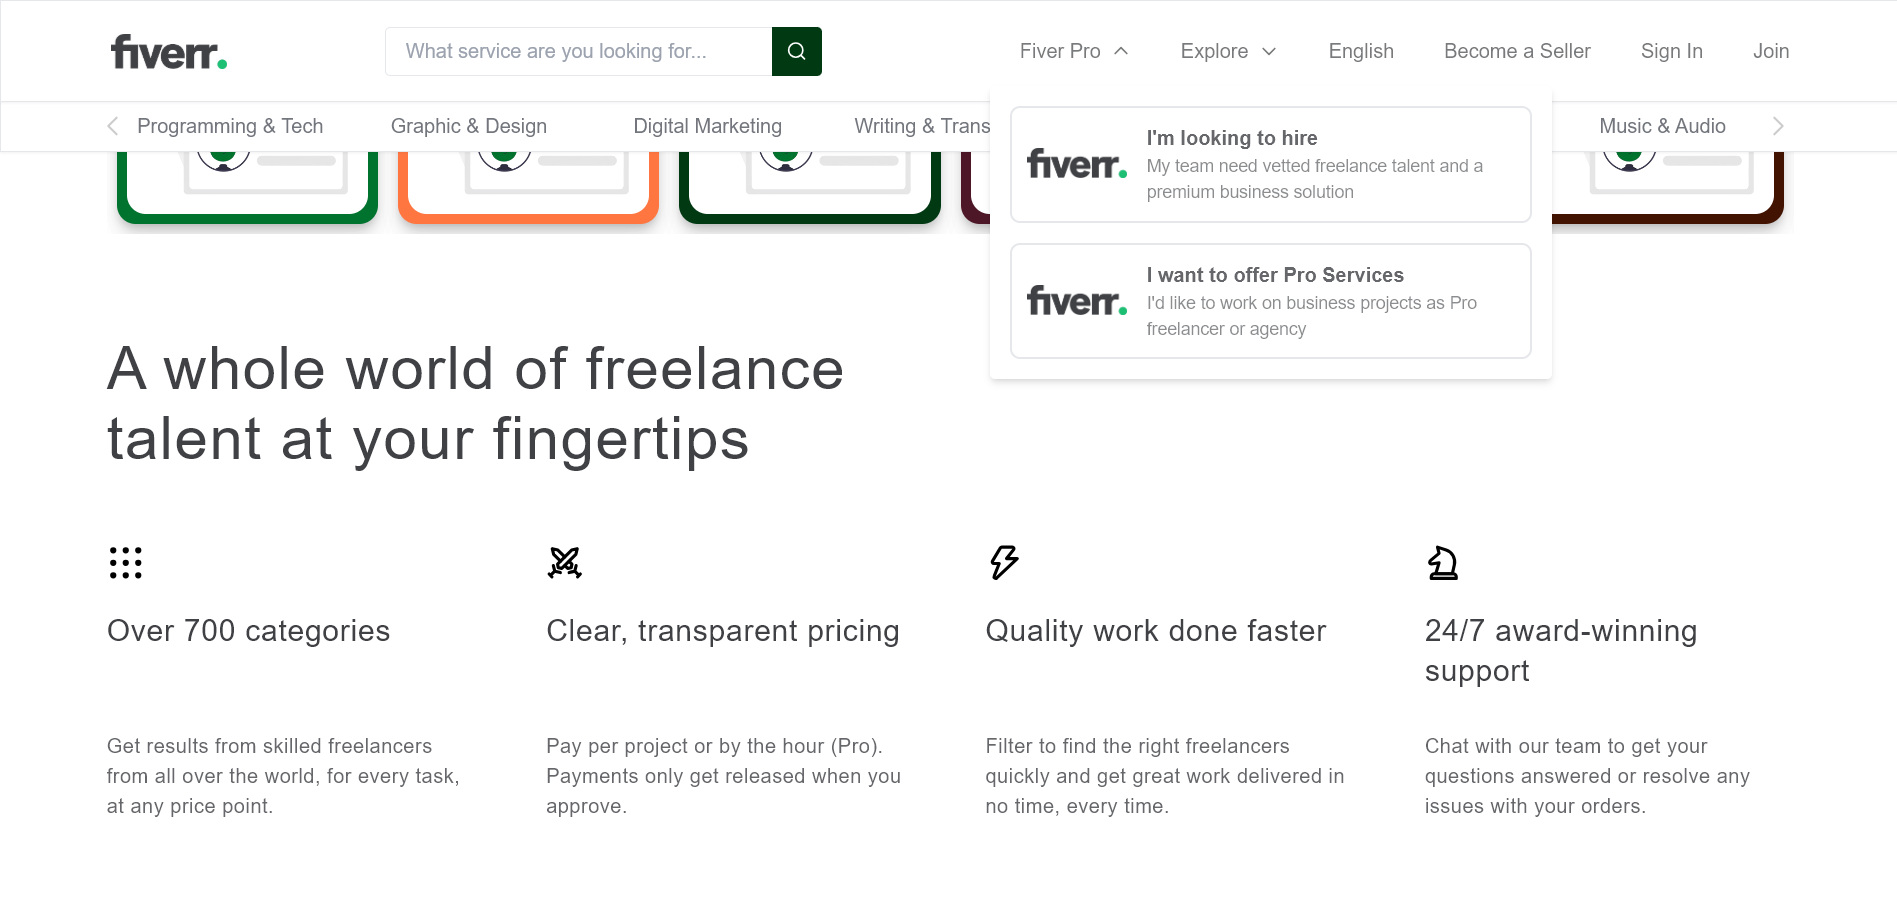 fiverr.
What service are you looking for...
Fiver Pro
Explore
English
Become a Seller
Sign In
Join
Programming & Tech
Graphic & Design
Digital Marketing
Writing & Trans
Music & Audio
fiverr.
I'm looking to hire
My team need vetted freelance talent and a
premium business solution
fiverr.
I want to offer Pro Services
I'd like to work on business projects as Pro
freelancer or agency
A whole world of freelance
talent at your fingertips
Over 700 categories
Get results from skilled freelancers
from all over the world, for every task,
at any price point.
Clear, transparent pricing
Pay per project or by the hour (Pro).
Payments only get released when you
approve.
Quality work done faster
Filter to find the right freelancers
quickly and get great work delivered in
no time, every time.
24/7 award-winning
support
Chat with our team to get your
questions answered or resolve any
issues with your orders.